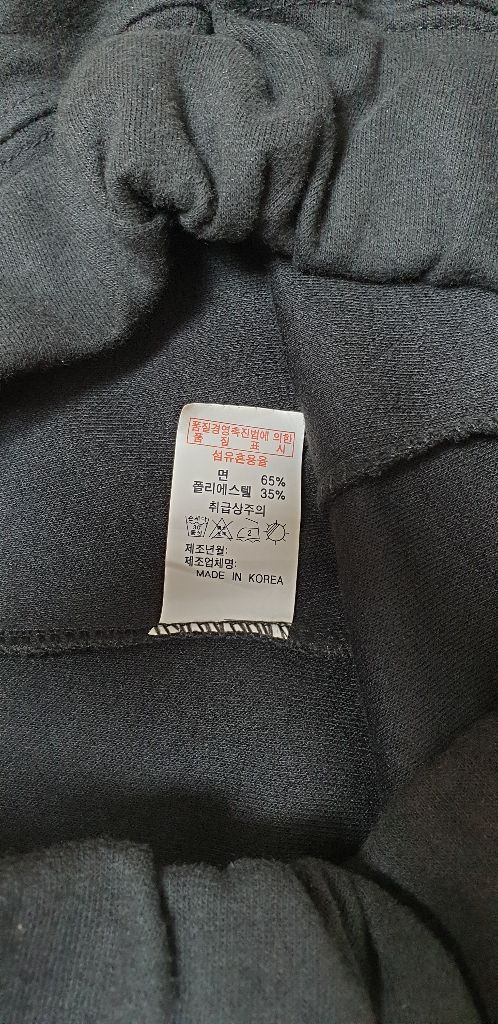 품질경영촉진법에 의한
품 질 표 시
섬유혼용율
면 65%
폴리에스텔 35%
취급상주의
30
2
제조년월:
제조업체명:
MADE IN KOREA